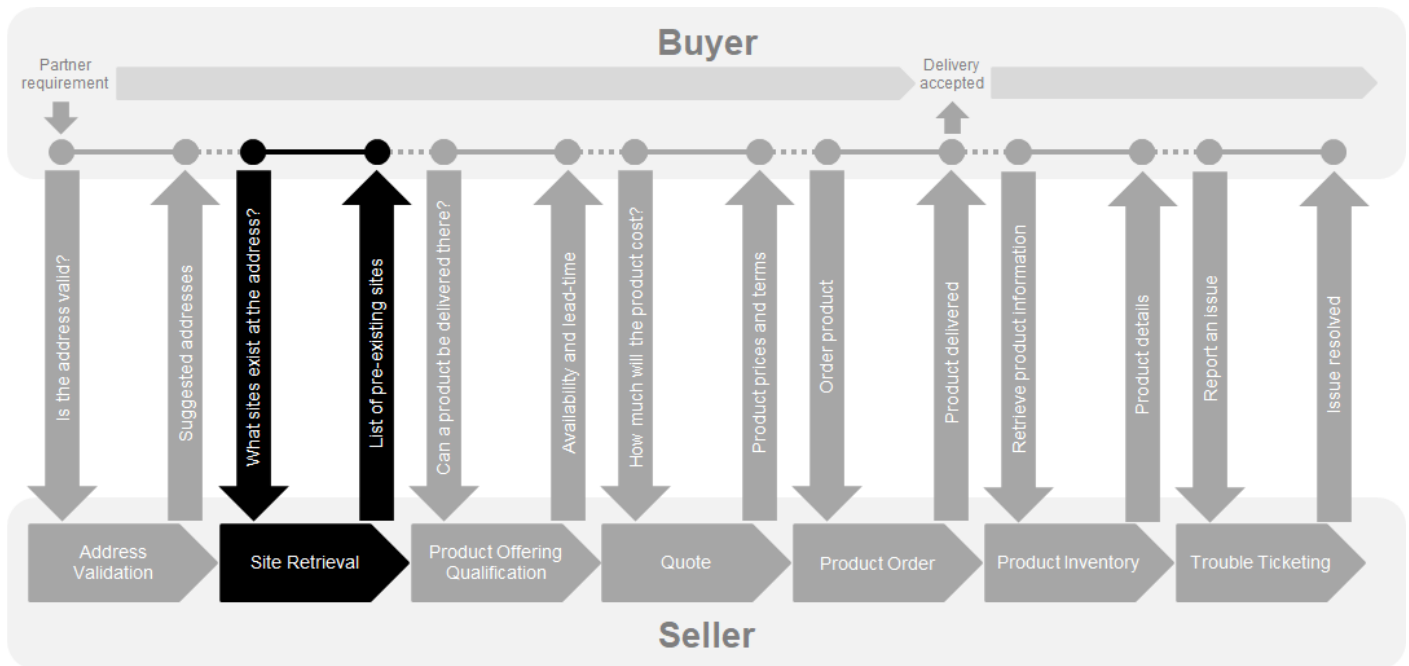 Buyer
Partner
requirement
Delivery
accepted
Is the address valid?
Suggested addresses
What sites exist at the address?
List of pre-existing sites
Can a product be delivered there?
Availability and lead-time
How much will the product cost?
Product prices and terms
Order product
Product delivered
Retrieve product information
Product details
Report an issue
Issue resolved
Address
Validation
Site Retrieval
Product Offering
Qualification
Quote
Product Order
Product Inventory
Trouble Ticketing
Seller